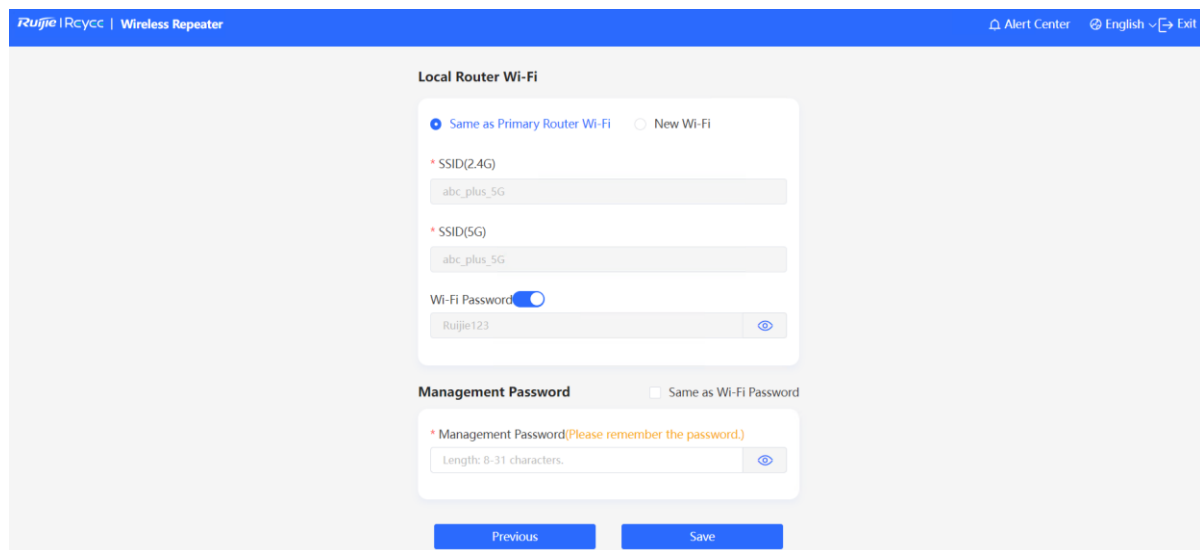 Ruijie | Rcycc | Wireless Repeater
Alert Center English Exit
Local Router Wi-Fi
Same as Primary Router Wi-Fi New Wi-Fi
* SSID(2.4G)
abc_plus_5G
* SSID(5G)
abc_plus_5G
Wi-Fi Password
Ruijie123
Management Password Same as Wi-Fi Password
* Management Password(Please remember the password.)
Length: 8-31 characters.
Previous Save